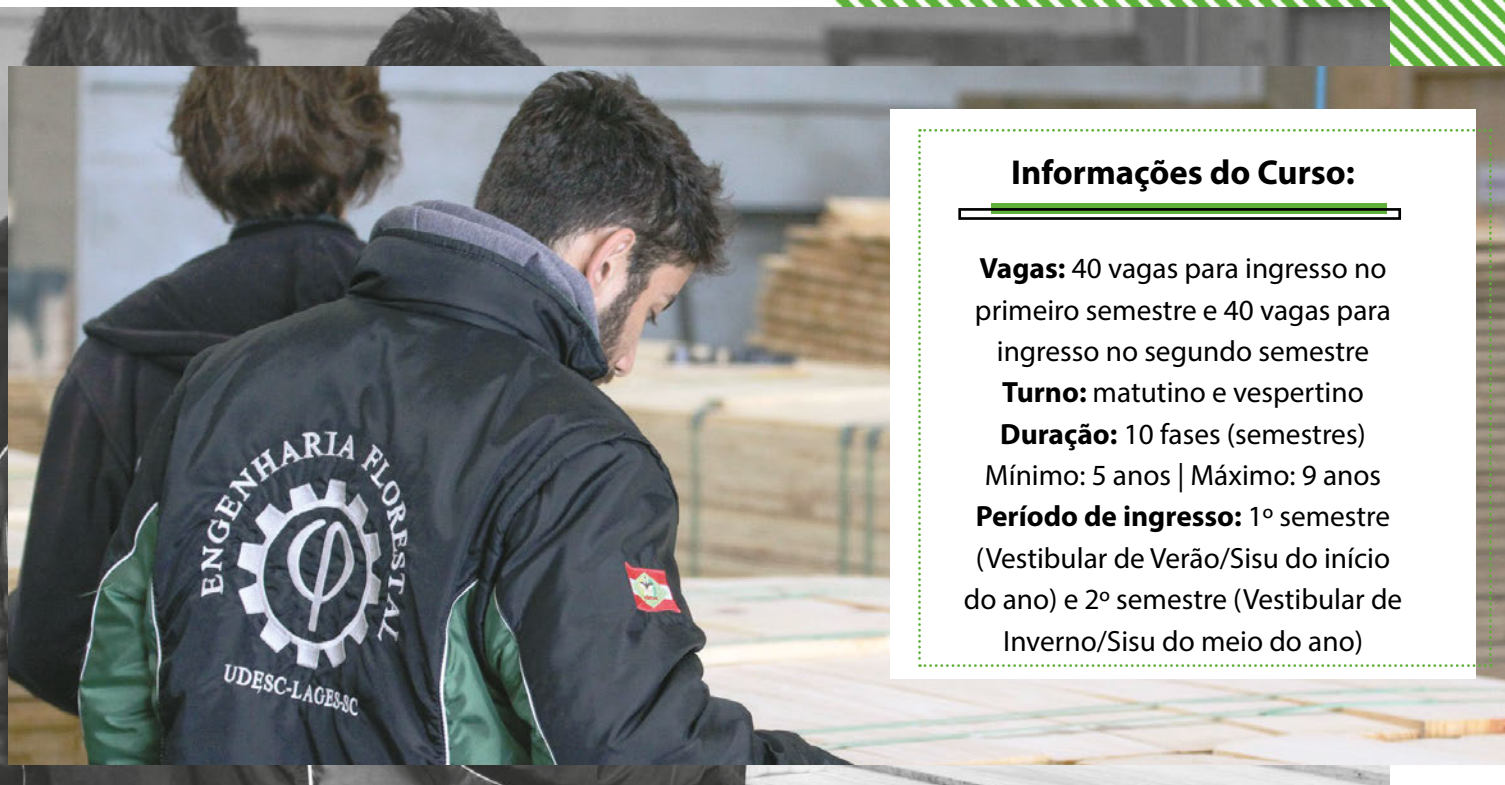 Informações do Curso:
Vagas: 40 vagas para ingresso no
primeiro semestre e 40 vagas para
ingresso no segundo semestre
Turno: matutino e vespertino
Duração: 10 fases (semestres)
Mínimo: 5 anos | Máximo: 9 anos
Período de ingresso: 1º semestre
(Vestibular de Verão/Sisu do início
do ano) e 2º semestre (Vestibular de
Inverno/Sisu do meio do ano)
ENGENHARIA FLORESTAL
UDESC-LAGES-SC